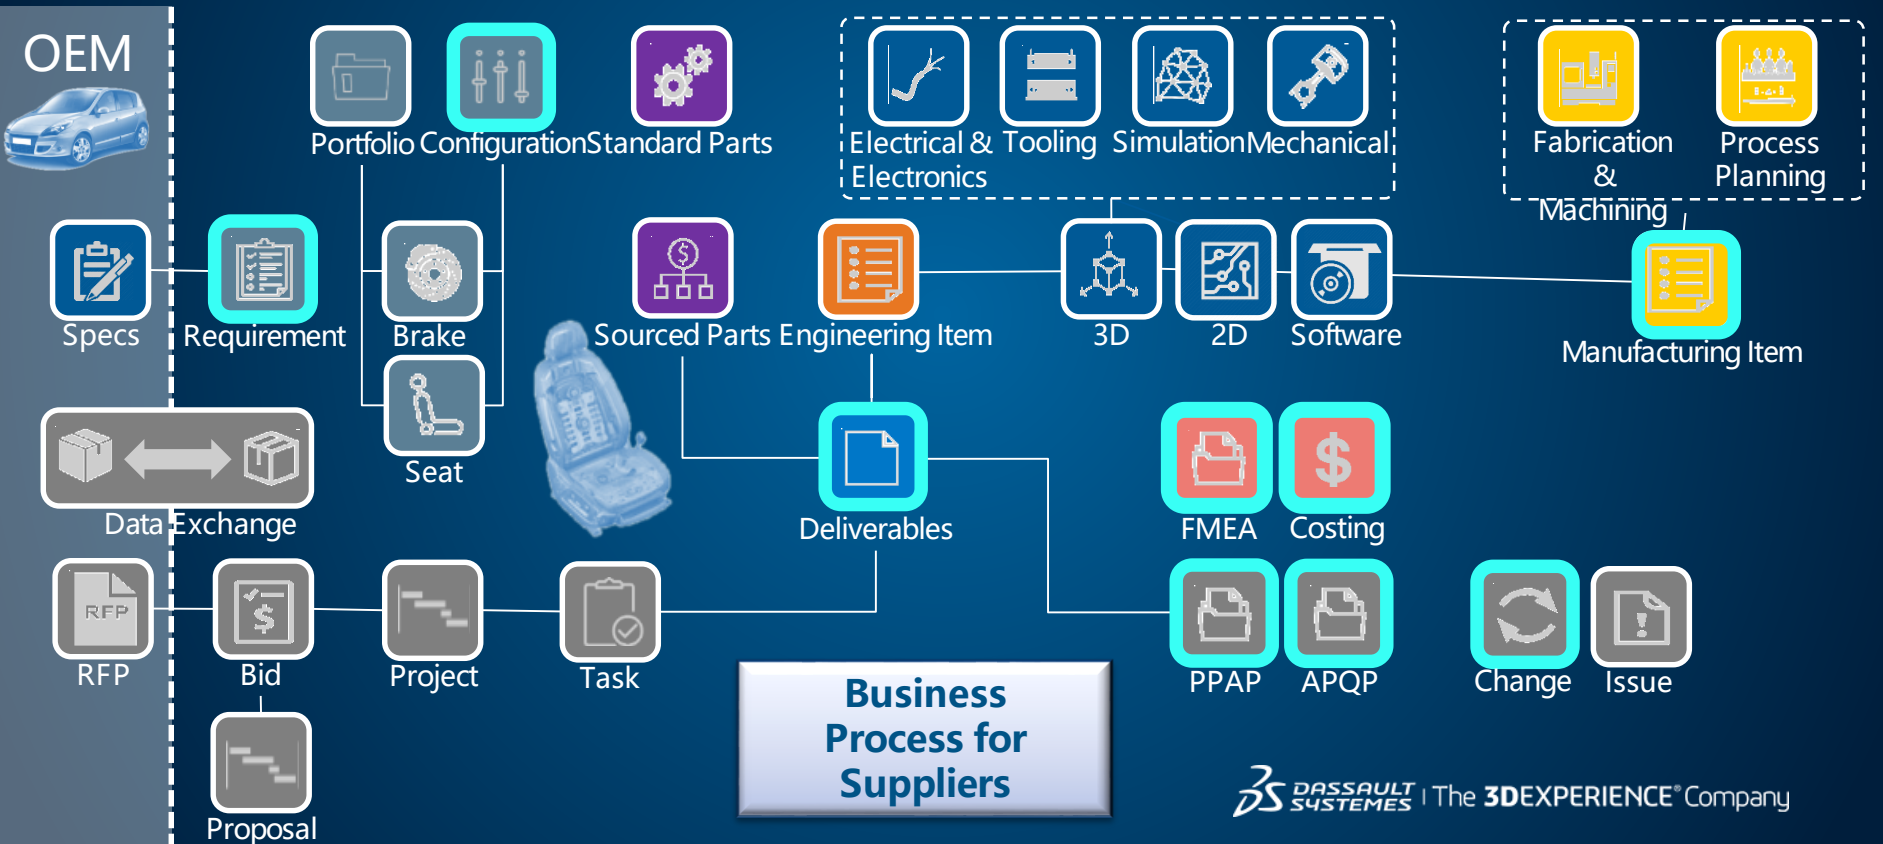 OEM
Portfolio
Configuration
Standard Parts
Electrical &
Electronics
Tooling
Simulation
Mechanical
Fabrication
&
Machining
Process
Planning
Specs
Requirement
Brake
Sourced Parts
Engineering Item
3D
2D
Software
Manufacturing Item
Seat
Data Exchange
Deliverables
FMEA
$
Costing
RFP
RFP
$
Bid
Project
Task
PPAP
APQP
Change
Issue
Proposal
Business
Process for
Suppliers
3DS DASSAULT SYSTEMES | The 3DEXPERIENCE® Company